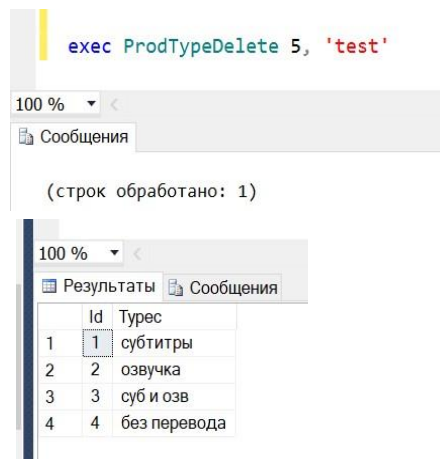 exec ProdTypeDelete 5, 'test'
100 %
Сообщения
(строк обработано: 1)
100 %
Результаты Сообщения
Id Typec
1 1 субтитры
2 2 озвучка
3 3 суб и озв
4 4 без перевода